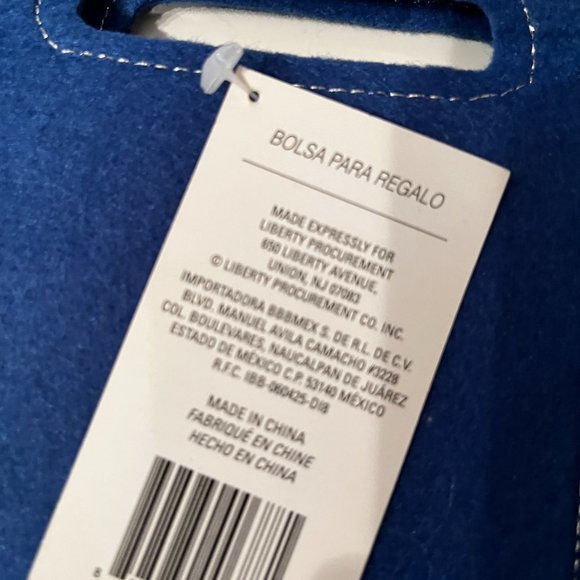 BOLSA PARA REGALO
MADE EXPRESSLY FOR
LIBERTY PROCUREMENT
650 LIBERTY AVENUE,
UNION, NJ 07083
© LIBERTY PROCUREMENT CO. INC.
IMPORTADORA BBBMEX S. DE R.L. DE C.V.
BLVD. MANUEL AVILA CAMACHO #3228
COL. BOULEVARES, NAUCALPAN DE JUÁREZ
ESTADO DE MÉXICO C.P. 53140 MÉXICO
R.F.C. IBB-060425-DI8
MADE IN CHINA
FABRIQUÉ EN CHINE
HECHO EN CHINA
8